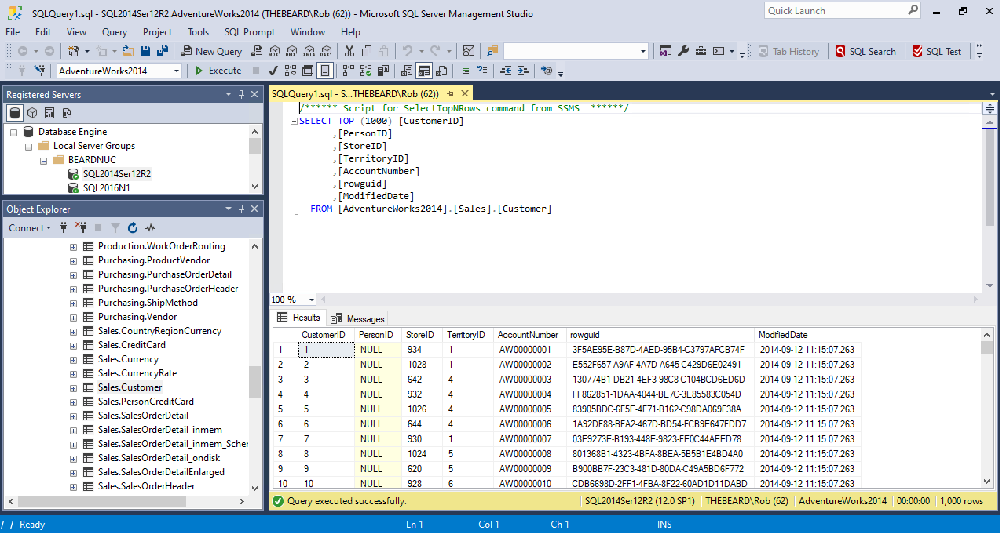 SQLQuery1.sql - SQL2014Ser12R2.AdventureWorks2014 (THEBEARD\Rob (62)) - Microsoft SQL Server Management Studio
Quick Launch
File Edit View Query Project Tools SQL Prompt Window Help
New Query MDX DMX XMLA DAX Tab History SQL Search SQL Test
AdventureWorks2014 Execute
Registered Servers
Database Engine
Local Server Groups
BEARDNUC
SQL2014Ser12R2
SQL2016N1
Object Explorer
Connect
Production.WorkOrderRouting
Purchasing.ProductVendor
Purchasing.PurchaseOrderDetail
Purchasing.PurchaseOrderHeader
Purchasing.ShipMethod
Purchasing.Vendor
Sales.CountryRegionCurrency
Sales.CreditCard
Sales.Currency
Sales.CurrencyRate
Sales.Customer
Sales.PersonCreditCard
Sales.SalesOrderDetail
Sales.SalesOrderDetail_inmem
Sales.SalesOrderDetail_inmem_Scher
Sales.SalesOrderDetail_ondisk
Sales.SalesOrderDetailEnlarged
Sales.SalesOrderHeader
SQLQuery1.sql - S...THEBEARD\Rob (62))
/****** Script for SelectTopNRows command from SSMS ******/
SELECT TOP (1000) [CustomerID]
,[PersonID]
,[StoreID]
,[TerritoryID]
,[AccountNumber]
,[rowguid]
,[ModifiedDate]
FROM [AdventureWorks2014].[Sales].[Customer]
100 %
Results Messages
CustomerID PersonID StoreID TerritoryID AccountNumber rowguid ModifiedDate
1 1 NULL 934 1 AW00000001 3F5AE95E-B87D-4AED-95B4-C3797AFCB74F 2014-09-12 11:15:07.263
2 2 NULL 1028 1 AW00000002 E552F657-A9AF-4A7D-A645-C429D6E02491 2014-09-12 11:15:07.263
3 3 NULL 642 4 AW00000003 130774B1-DB21-4EF3-98C8-C104BCD6ED6D 2014-09-12 11:15:07.263
4 4 NULL 932 4 AW00000004 FF862851-1DAA-4044-BE7C-3E85583C054D 2014-09-12 11:15:07.263
5 5 NULL 1026 4 AW00000005 83905BDC-6F5E-4F71-B162-C98DA069F38A 2014-09-12 11:15:07.263
6 6 NULL 644 4 AW00000006 1A92DF88-BFA2-467D-BD54-FCB9E647FDD7 2014-09-12 11:15:07.263
7 7 NULL 930 1 AW00000007 03E9273E-B193-448E-9823-FE0C44AEED78 2014-09-12 11:15:07.263
8 8 NULL 1024 5 AW00000008 801368B1-4323-4BFA-8BEA-5B5B1E4BD4A0 2014-09-12 11:15:07.263
9 9 NULL 620 5 AW00000009 B900BB7F-23C3-481D-80DA-C49A5BD6F772 2014-09-12 11:15:07.263
10 10 NULL 928 6 AW00000010 CDB6698D-2FF1-4FBA-8F22-60AD1D11DABD 2014-09-12 11:15:07.263
Query executed successfully. SQL2014Ser12R2 (12.0 SP1) THEBEARD\Rob (62) AdventureWorks2014 00:00:00 1,000 rows
Ready Ln 1 Col 1 Ch 1 INS